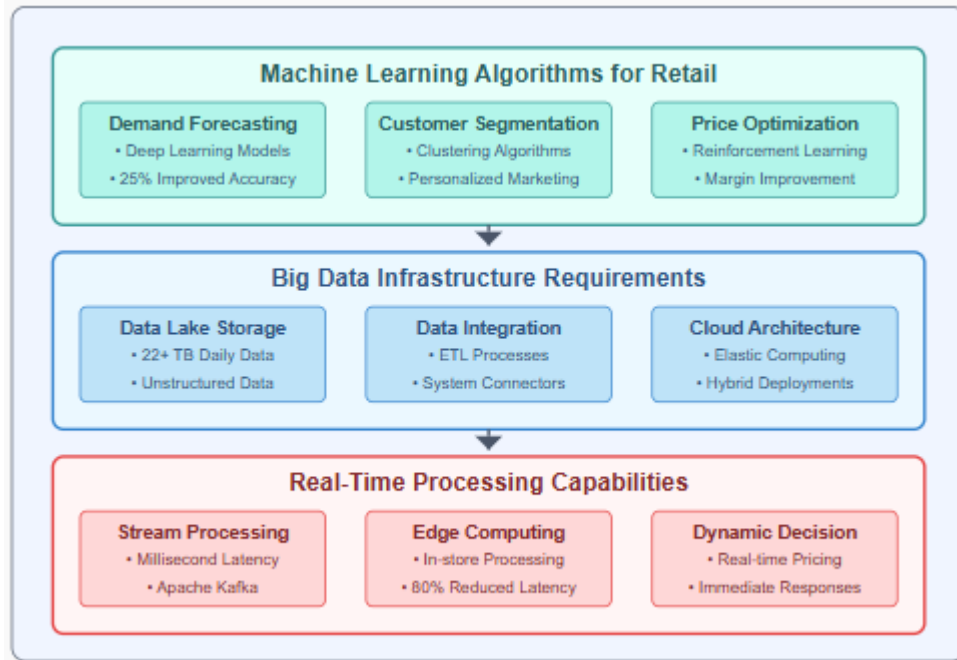 Machine Learning Algorithms for Retail
Demand Forecasting
• Deep Learning Models
• 25% Improved Accuracy
Customer Segmentation
• Clustering Algorithms
• Personalized Marketing
Price Optimization
• Reinforcement Learning
• Margin Improvement
Big Data Infrastructure Requirements
Data Lake Storage
• 22+ TB Daily Data
• Unstructured Data
Data Integration
• ETL Processes
• System Connectors
Cloud Architecture
• Elastic Computing
• Hybrid Deployments
Real-Time Processing Capabilities
Stream Processing
• Millisecond Latency
• Apache Kafka
Edge Computing
• In-store Processing
• 80% Reduced Latency
Dynamic Decision
• Real-time Pricing
• Immediate Responses